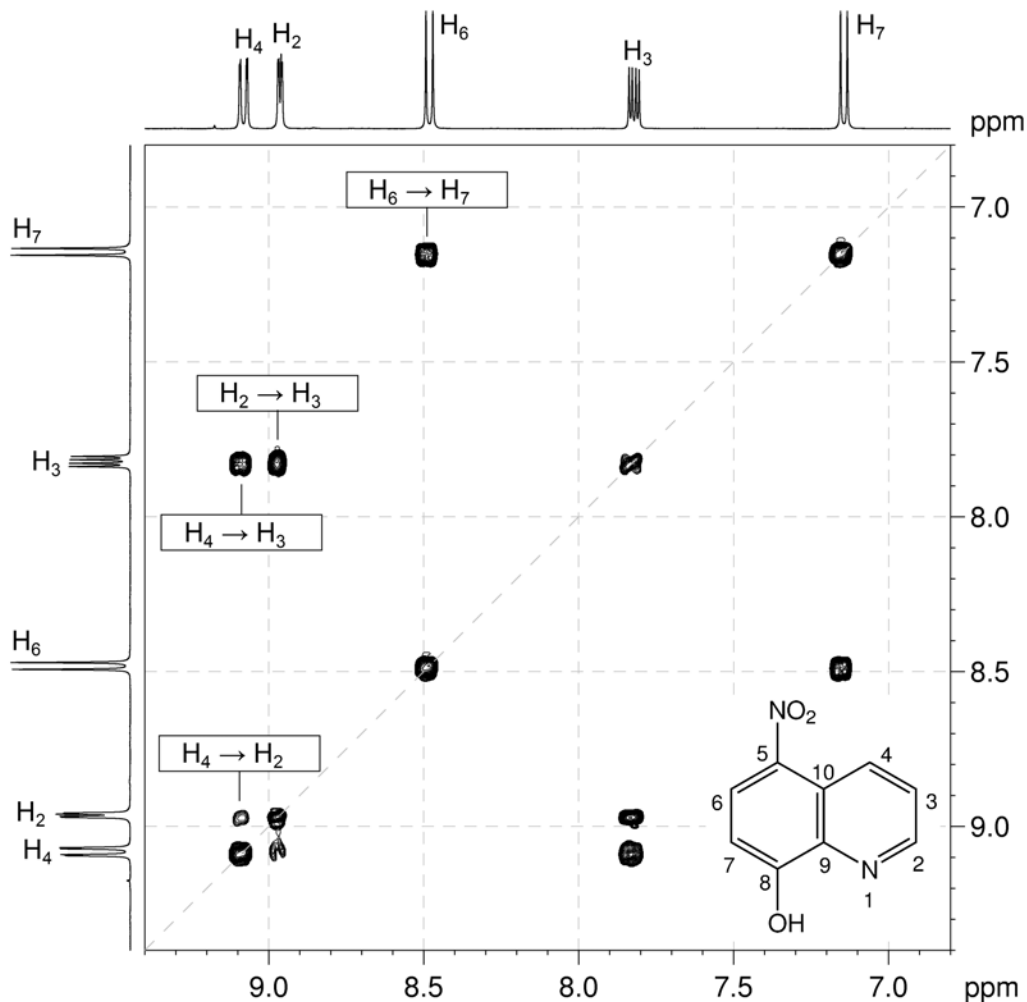 H₄ H₂ H₆ H₃ H₇
ppm
H₆ → H₇
7.0
H₇
7.5
H₂ → H₃
H₃
8.0
H₄ → H₃
H₆
8.5
NO₂
H₄ → H₂
5 4
10
6 3
H₂
9.0
H₄
7 2
8 9 N
1
OH
9.0 8.5 8.0 7.5 7.0 ppm